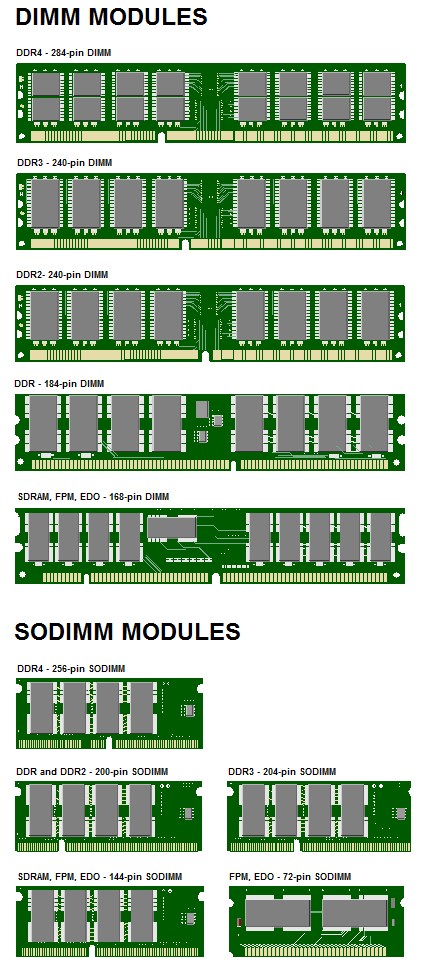 DIMM MODULES
DDR4 - 284-pin DIMM
DDR3 - 240-pin DIMM
DDR2- 240-pin DIMM
DDR - 184-pin DIMM
SDRAM, FPM, EDO - 168-pin DIMM
SODIMM MODULES
DDR4 - 256-pin SODIMM
DDR and DDR2 - 200-pin SODIMM
DDR3 - 204-pin SODIMM
SDRAM, FPM, EDO - 144-pin SODIMM
FPM, EDO - 72-pin SODIMM